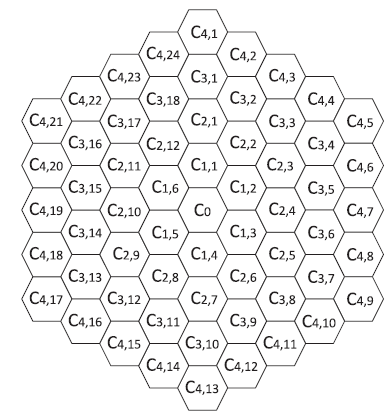 C4,1
C4,24 C4,2
C4,23 C3,1 C4,3
C4,22 C3,18 C3,2 C4,4
C4,21 C3,17 C2,1 C3,3 C4,5
C3,16 C2,12 C2,2 C3,4
C4,20 C2,11 C1,1 C2,3 C4,6
C3,15 C1,6 C1,2 C3,5
C4,19 C2,10 C0 C2,4 C4,7
C3,14 C1,5 C1,3 C3,6
C4,18 C2,9 C1,4 C2,5 C4,8
C3,13 C2,8 C2,6 C3,7
C4,17 C3,12 C2,7 C3,8 C4,9
C4,16 C3,11 C3,9 C4,10
C4,15 C3,10 C4,11
C4,14 C4,12
C4,13